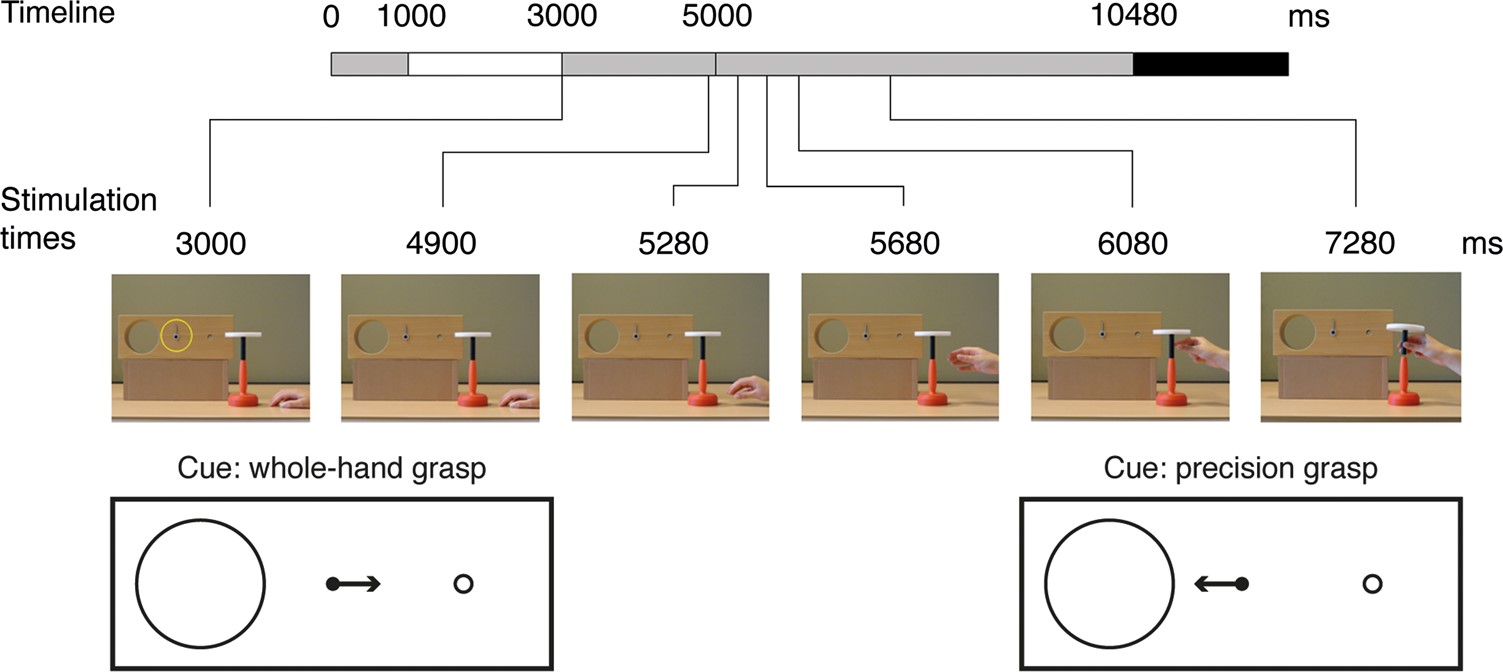 Timeline 0 1000 3000 5000 10480 ms
Stimulation
times 3000 4900 5280 5680 6080 7280 ms
Cue: whole-hand grasp Cue: precision grasp